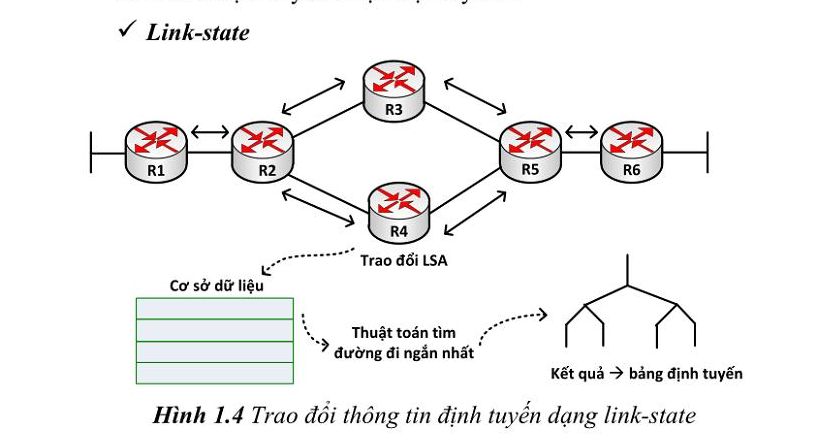 ✓ Link-state
R3
R1
R2
R5
R6
R4
Trao đổi LSA
Cơ sở dữ liệu
Thuật toán tìm
đường đi ngắn nhất
Kết quả → bảng định tuyến
Hình 1.4 Trao đổi thông tin định tuyến dạng link-state